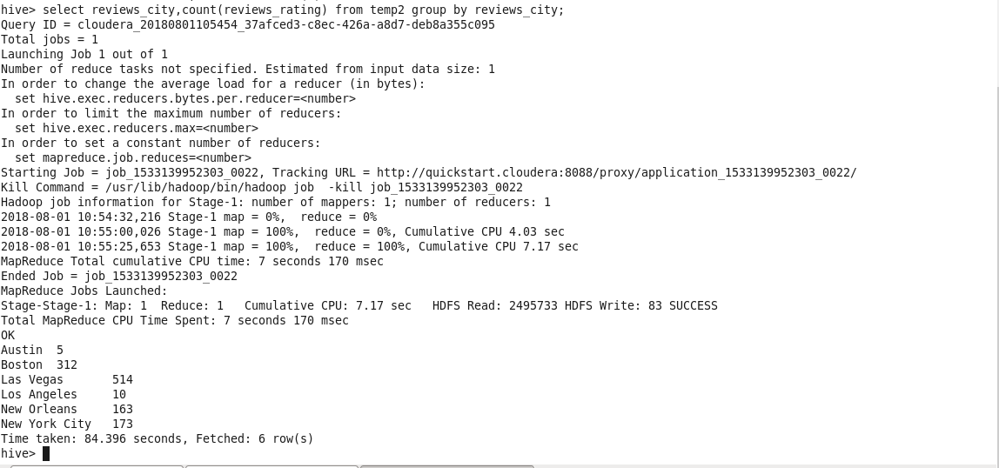 hive> select reviews_city,count(reviews_rating) from temp2 group by reviews_city;
Query ID = cloudera_20180801105454_37afced3-c8ec-426a-a8d7-deb8a355c095
Total jobs = 1
Launching Job 1 out of 1
Number of reduce tasks not specified. Estimated from input data size: 1
In order to change the average load for a reducer (in bytes):
  set hive.exec.reducers.bytes.per.reducer=<number>
In order to limit the maximum number of reducers:
  set hive.exec.reducers.max=<number>
In order to set a constant number of reducers:
  set mapreduce.job.reduces=<number>
Starting Job = job_1533139952303_0022, Tracking URL = http://quickstart.cloudera:8088/proxy/application_1533139952303_0022/
Kill Command = /usr/lib/hadoop/bin/hadoop job  -kill job_1533139952303_0022
Hadoop job information for Stage-1: number of mappers: 1; number of reducers: 1
2018-08-01 10:54:32,216 Stage-1 map = 0%,  reduce = 0%
2018-08-01 10:55:00,026 Stage-1 map = 100%,  reduce = 0%, Cumulative CPU 4.03 sec
2018-08-01 10:55:25,653 Stage-1 map = 100%,  reduce = 100%, Cumulative CPU 7.17 sec
MapReduce Total cumulative CPU time: 7 seconds 170 msec
Ended Job = job_1533139952303_0022
MapReduce Jobs Launched:
Stage-Stage-1: Map: 1  Reduce: 1   Cumulative CPU: 7.17 sec   HDFS Read: 2495733 HDFS Write: 83 SUCCESS
Total MapReduce CPU Time Spent: 7 seconds 170 msec
OK
Austin  5
Boston  312
Las Vegas       514
Los Angeles     10
New Orleans     163
New York City   173
Time taken: 84.396 seconds, Fetched: 6 row(s)
hive>